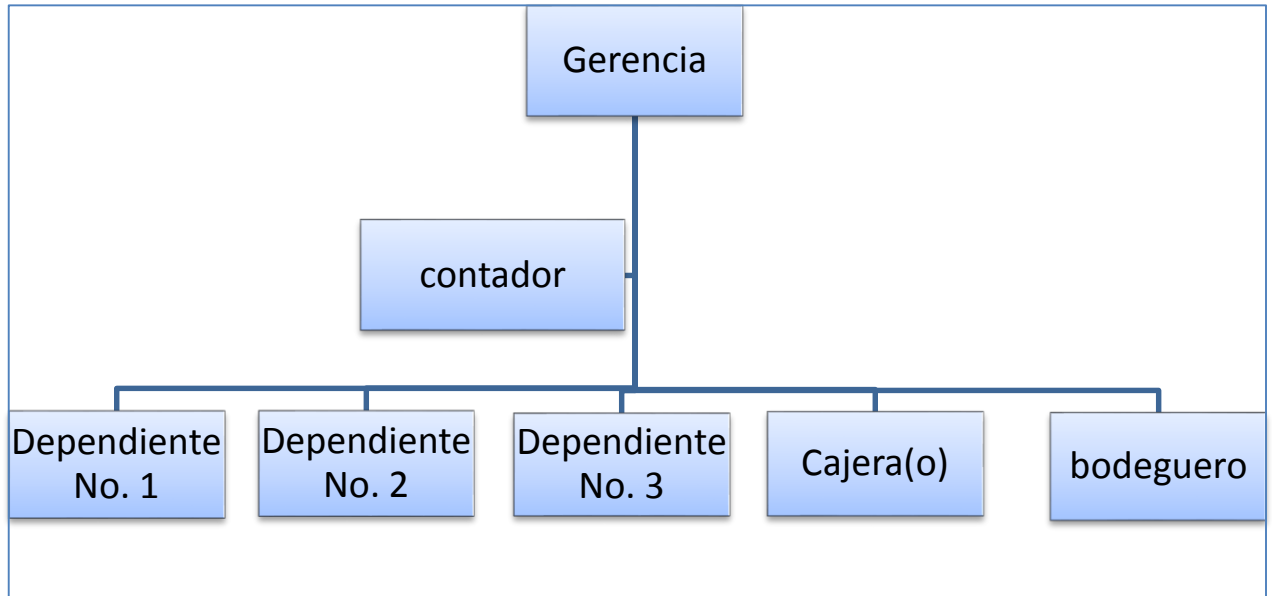 Gerencia
contador
Dependiente
No. 1
Dependiente
No. 2
Dependiente
No. 3
Cajera(o)
bodeguero